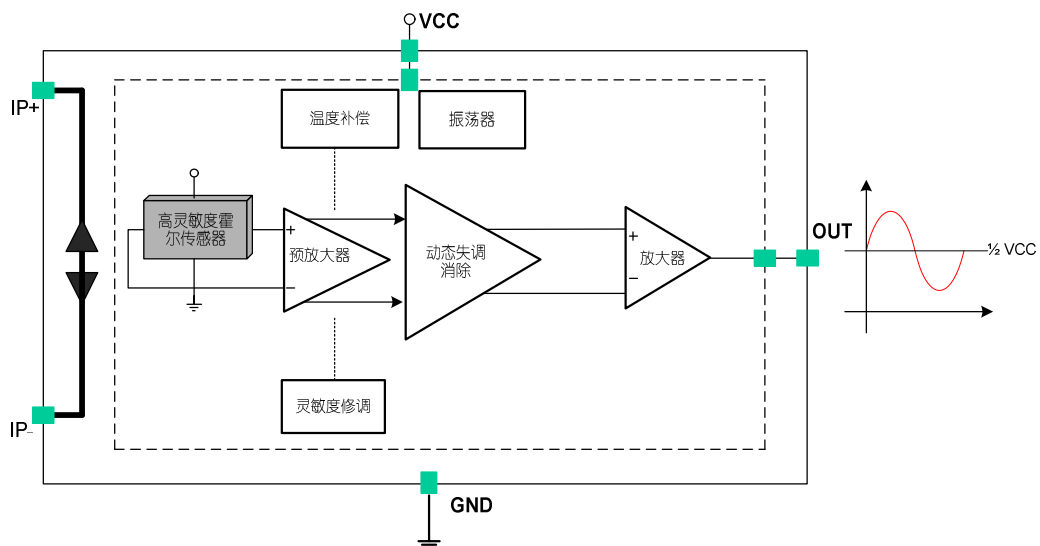 VCC
IP+
温度补偿
振荡器
高灵敏度霍
尔传感器
+
预放大器
−
动态失调
消除
+
放大器
−
OUT
½ VCC
灵敏度修调
IP−
GND